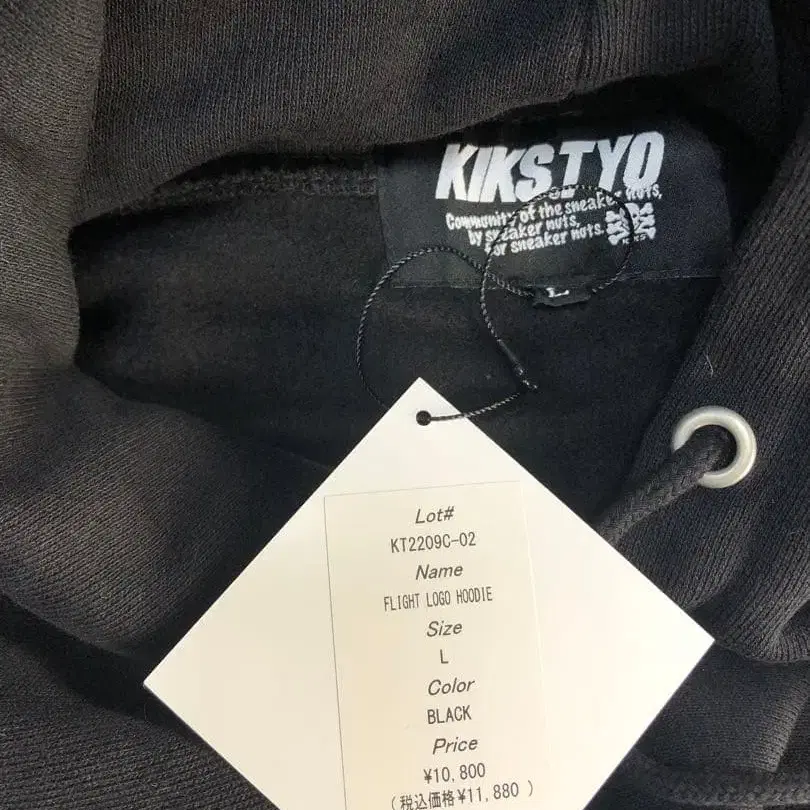 KIKSTYO
Community of the sneaker nuts,
by sneaker nuts,
for sneaker nuts.
L
Lot#
KT2209C-02
Name
FLIGHT LOGO HOODIE
Size
L
Color
BLACK
Price
¥10,800
(税込価格¥11,880)